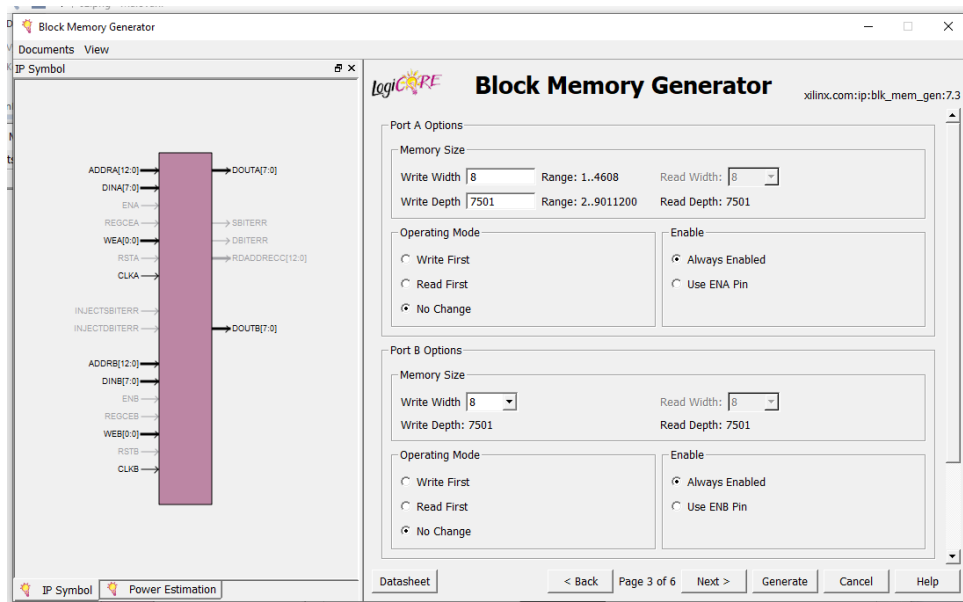 Block Memory Generator
Documents View
IP Symbol
ADDRA[12:0]
DOUTA[7:0]
DINA[7:0]
ENA
REGCEA
SBITERR
WEA[0:0]
DBITERR
RSTA
RDADDRECC[12:0]
CLKA
INJECTSBITERR
INJECTDBITERR
DOUTB[7:0]
ADDRB[12:0]
DINB[7:0]
ENB
REGCEB
WEB[0:0]
RSTB
CLKB
IP Symbol Power Estimation
LogiCORE
Block Memory Generator
xilinx.com:ip:blk_mem_gen:7.3
Port A Options
Memory Size
Write Width 8 Range: 1..4608 Read Width: 8
Write Depth 7501 Range: 2..9011200 Read Depth: 7501
Operating Mode
Write First
Read First
No Change
Enable
Always Enabled
Use ENA Pin
Port B Options
Memory Size
Write Width 8 Read Width: 8
Write Depth: 7501 Read Depth: 7501
Operating Mode
Write First
Read First
No Change
Enable
Always Enabled
Use ENB Pin
Datasheet < Back Page 3 of 6 Next > Generate Cancel Help